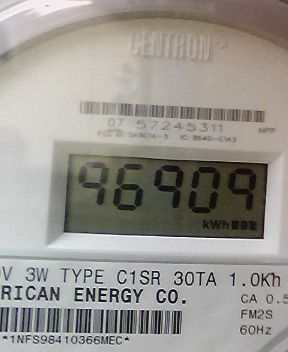 CENTRON®
07 57245311
NPP
96909
kWh
V 3W TYPE C1SR 30TA 1.0Kh
RICAN ENERGY CO.
CA 0.5
FM2S
60Hz
*1NFS98410366MEC*